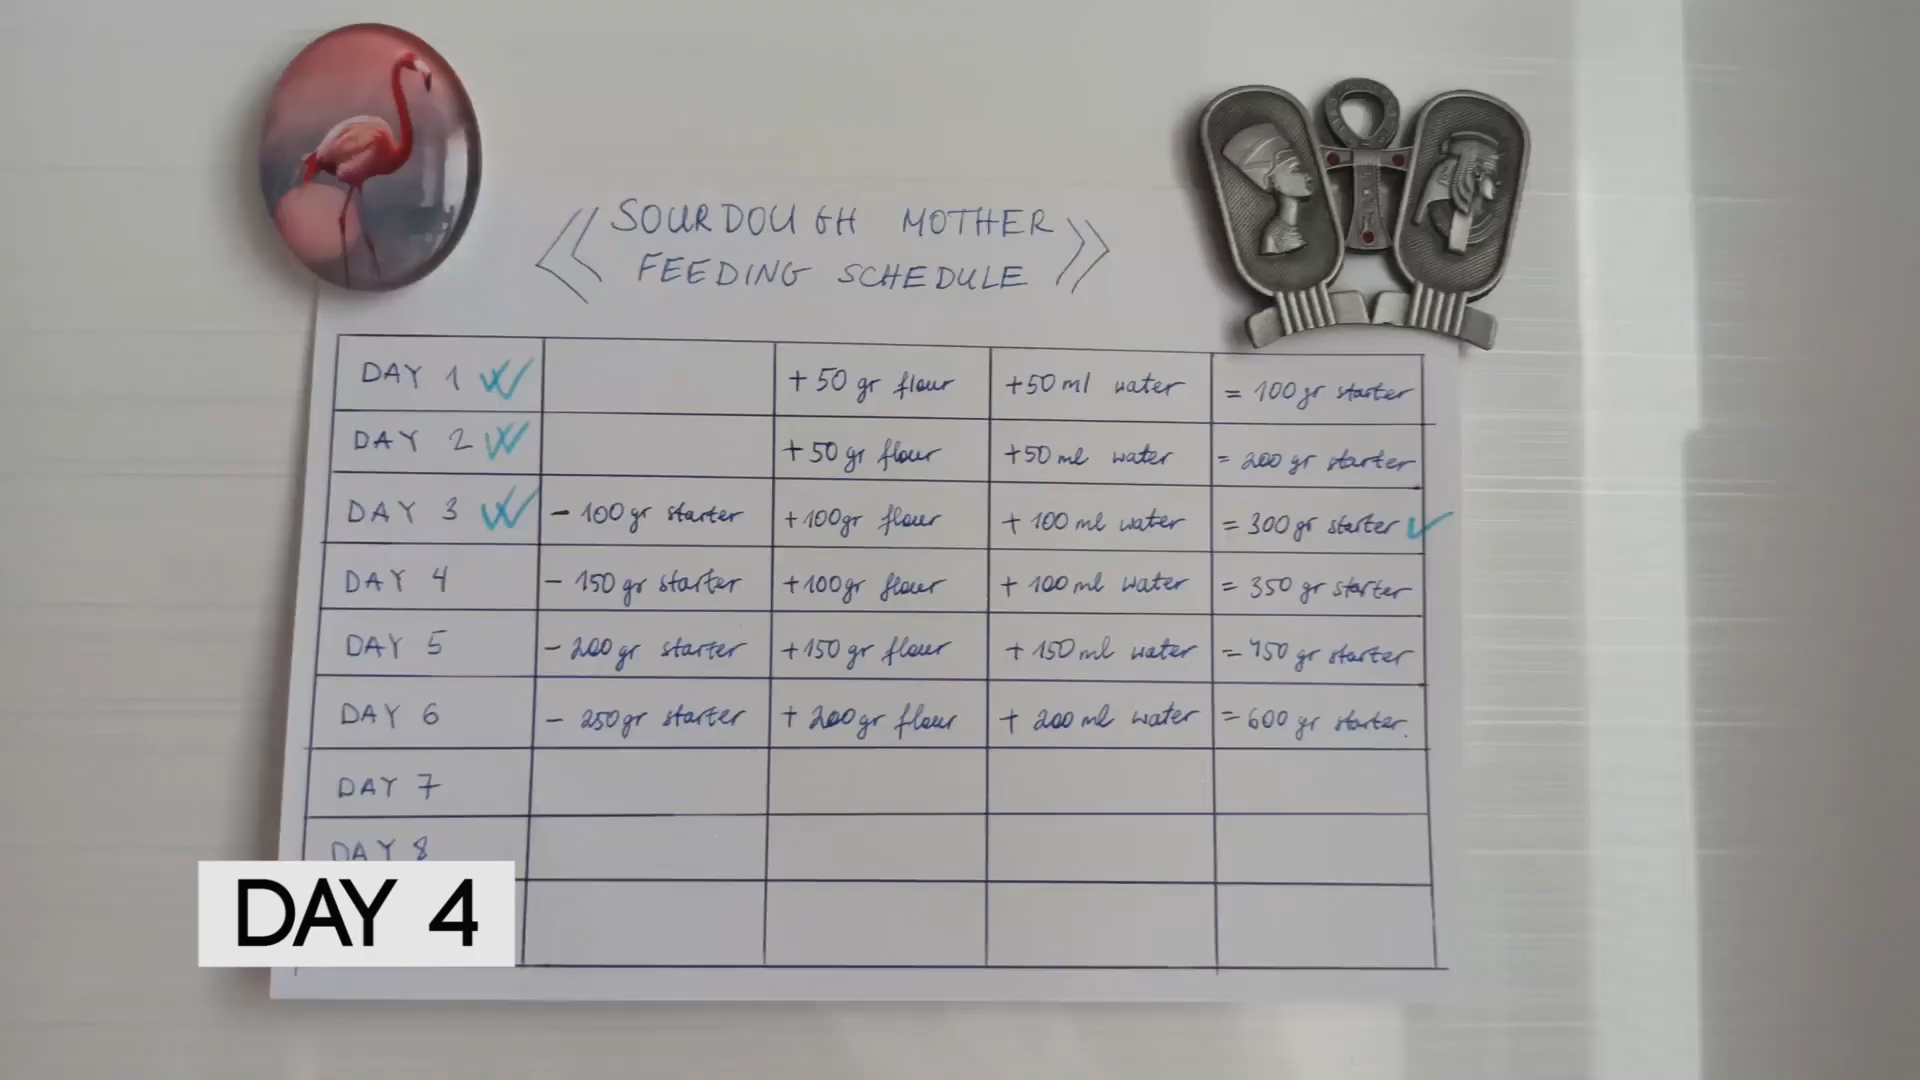 SOURDOUGH MOTHER
FEEDING SCHEDULE
DAY 1 +50 gr flour +50 ml water = 100 gr starter
DAY 2 +50 gr flour +50 ml water = 200 gr starter
DAY 3 - 100 gr starter +100 gr flour + 100 ml water = 300 gr starter
DAY 4 - 150 gr starter +100 gr flour + 100 ml water = 350 gr starter
DAY 5 - 200 gr starter +150 gr flour + 150 ml water = 450 gr starter
DAY 6 - 250 gr starter + 200 gr flour + 200 ml water = 600 gr starter.
DAY 7
DAY 8
DAY 4